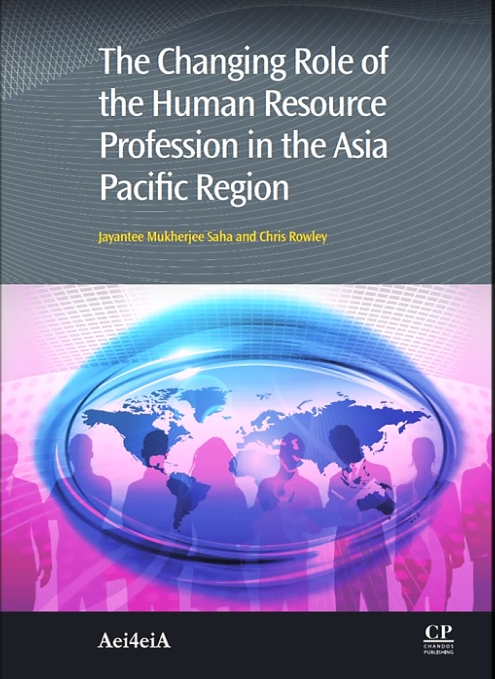 The Changing Role of
the Human Resource
Profession in the Asia
Pacific Region
Jayantee Mukherjee Saha and Chris Rowley
Aei4eiA
CP
CHANDOS
PUBLISHING